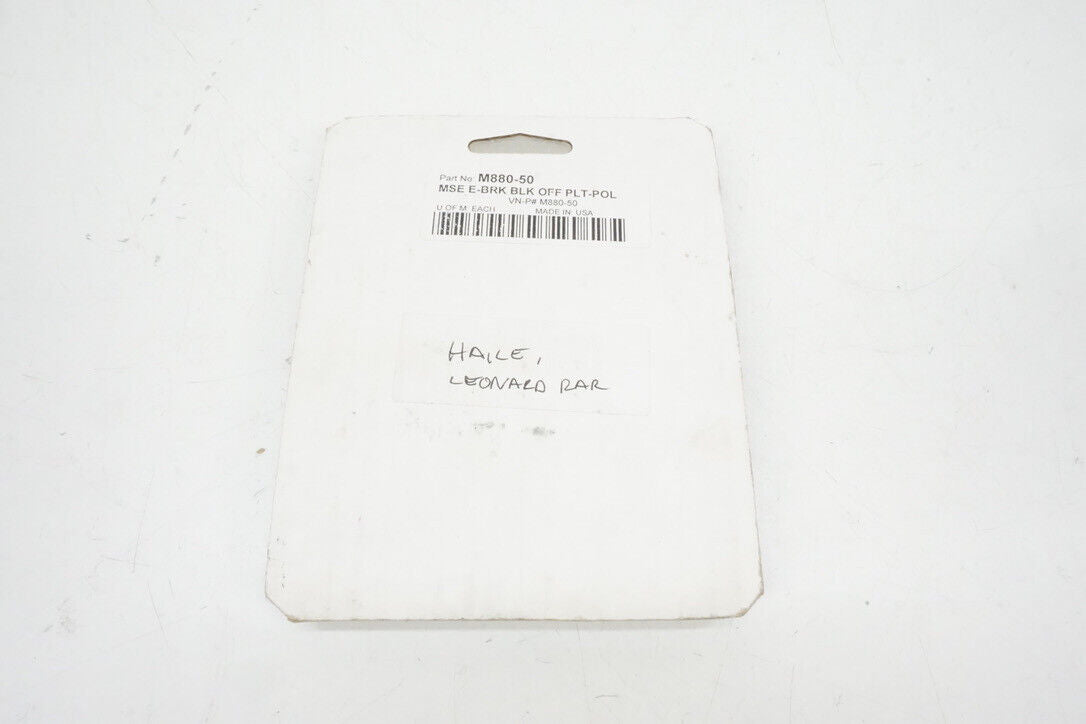 Part No: M880-50
MSE E-BRK BLK OFF PLT-POL
VN-P# M880-50
U OF M: EACH MADE IN: USA
HAILE,
LEONARD RAR